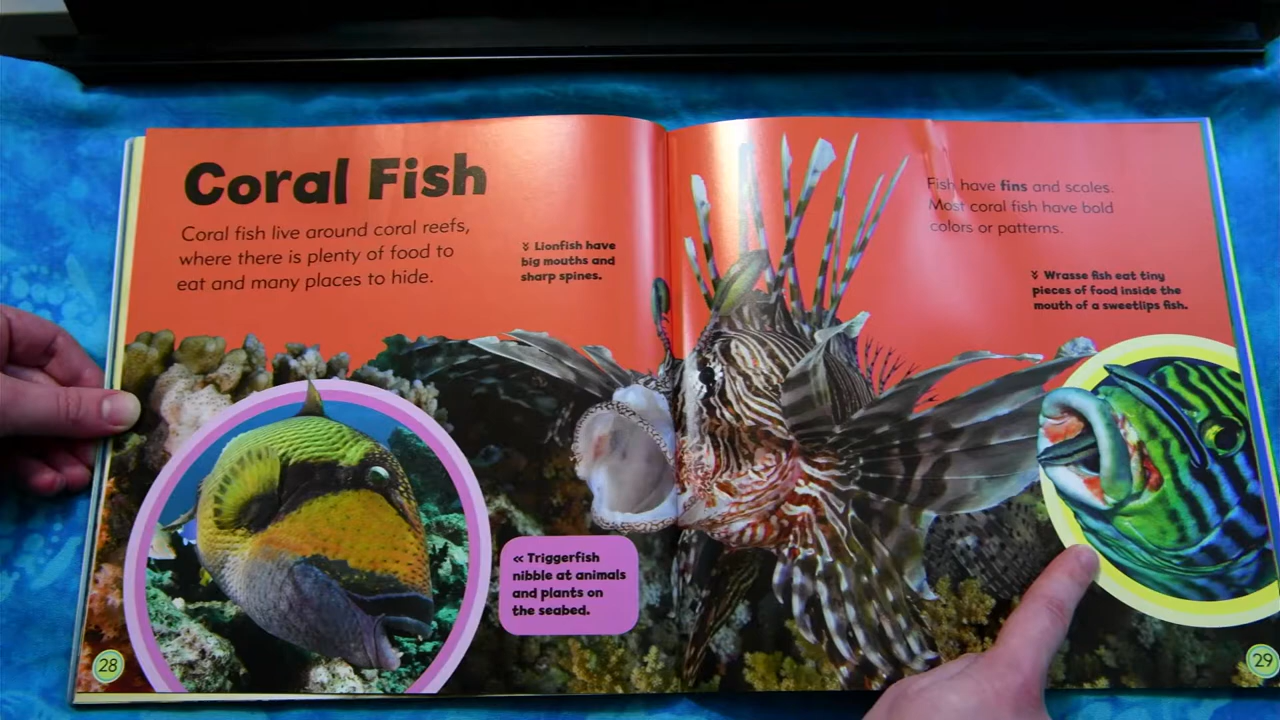 Coral Fish
Coral fish live around coral reefs,
where there is plenty of food to
eat and many places to hide.
» Lionfish have
big mouths and
sharp spines.
« Triggerfish
nibble at animals
and plants on
the seabed.
28
Fish have fins and scales.
Most coral fish have bold
colors or patterns.
» Wrasse fish eat tiny
pieces of food inside the
mouth of a sweetlips fish.
29